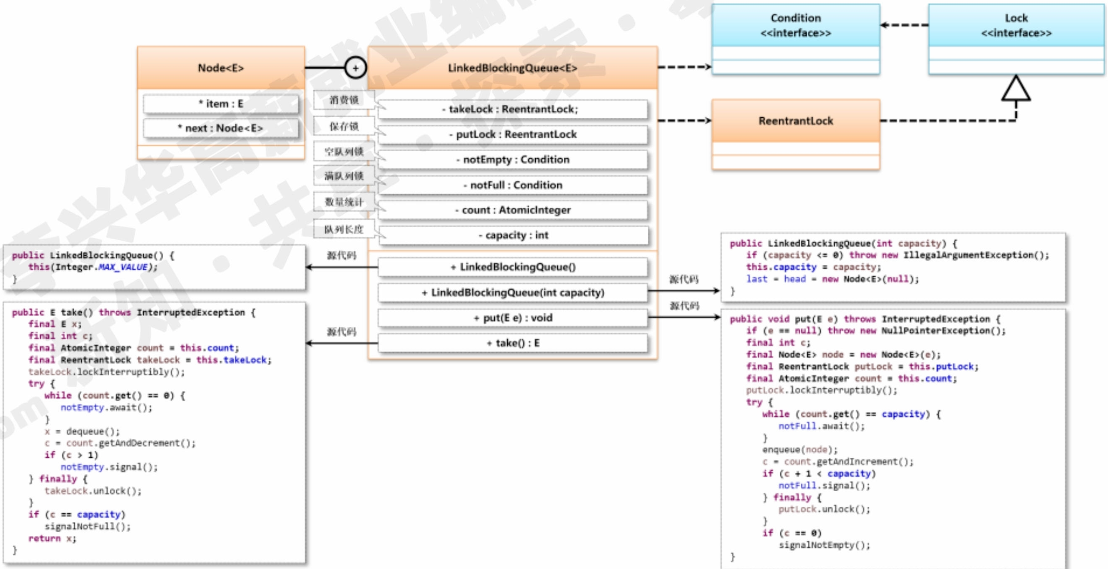 Condition
<<interface>>
Lock
<<interface>>
Node<E>
* item : E
* next : Node<E>
+
LinkedBlockingQueue<E>
消费锁
- takeLock : ReentrantLock;
保存锁
- putLock : ReentrantLock
空队列锁
- notEmpty : Condition
满队列锁
- notFull : Condition
数量统计
- count : AtomicInteger
队列长度
- capacity : int
+ LinkedBlockingQueue()
+ LinkedBlockingQueue(int capacity)
+ put(E e) : void
+ take() : E
ReentrantLock
源代码
public LinkedBlockingQueue() {
this(Integer.MAX_VALUE);
}
源代码
public E take() throws InterruptedException {
final E x;
final int c;
final AtomicInteger count = this.count;
final ReentrantLock takeLock = this.takeLock;
takeLock.lockInterruptibly();
try {
while (count.get() == 0) {
notEmpty.await();
}
x = dequeue();
c = count.getAndDecrement();
if (c > 1)
notEmpty.signal();
} finally {
takeLock.unlock();
}
if (c == capacity)
signalNotFull();
return x;
}
源代码
public LinkedBlockingQueue(int capacity) {
if (capacity <= 0) throw new IllegalArgumentException();
this.capacity = capacity;
last = head = new Node<E>(null);
}
源代码
public void put(E e) throws InterruptedException {
if (e == null) throw new NullPointerException();
final int c;
final Node<E> node = new Node<E>(e);
final ReentrantLock putLock = this.putLock;
final AtomicInteger count = this.count;
putLock.lockInterruptibly();
try {
while (count.get() == capacity) {
notFull.await();
}
enqueue(node);
c = count.getAndIncrement();
if (c + 1 < capacity)
notFull.signal();
} finally {
putLock.unlock();
}
if (c == 0)
signalNotEmpty();
}